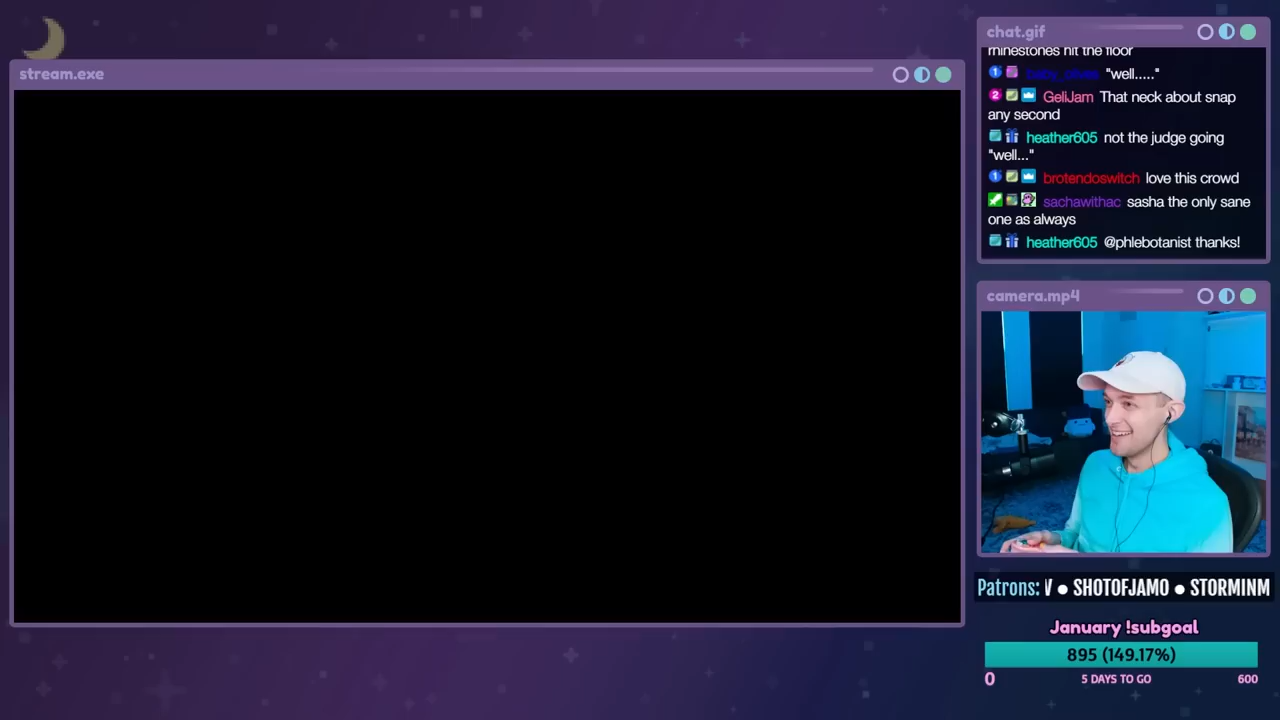 stream.exe
chat.gif
rhinestones hit the floor
baby_olives "well....."
GeliJam That neck about snap
any second
heather605 not the judge going
"well..."
brotendoswitch love this crowd
sachawithac sasha the only sane
one as always
heather605 @phlebotanist thanks!
camera.mp4
Patrons: V ● SHOTOFJAMO ● STORMINM
January !subgoal
895 (149.17%)
0 5 DAYS TO GO 600